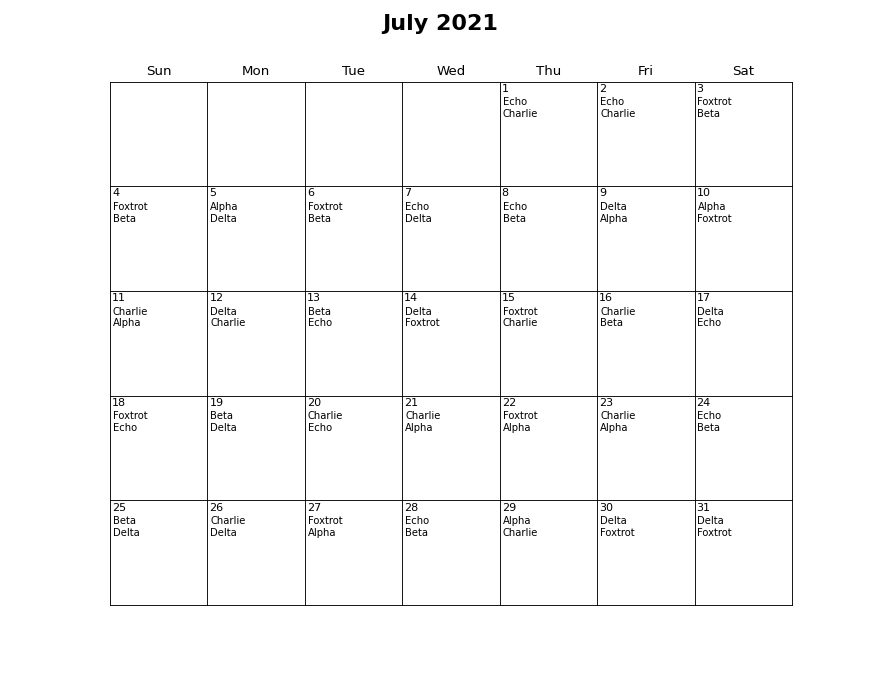 July 2021
Sun Mon Tue Wed Thu Fri Sat
1 2 3
Echo Echo Foxtrot
Charlie Charlie Beta
4 5 6 7 8 9 10
Foxtrot Alpha Foxtrot Echo Echo Delta Alpha
Beta Delta Beta Delta Beta Alpha Foxtrot
11 12 13 14 15 16 17
Charlie Delta Beta Delta Foxtrot Charlie Delta
Alpha Charlie Echo Foxtrot Charlie Beta Echo
18 19 20 21 22 23 24
Foxtrot Beta Charlie Charlie Foxtrot Charlie Echo
Echo Delta Echo Alpha Alpha Alpha Beta
25 26 27 28 29 30 31
Beta Charlie Foxtrot Echo Alpha Delta Delta
Delta Delta Alpha Beta Charlie Foxtrot Foxtrot